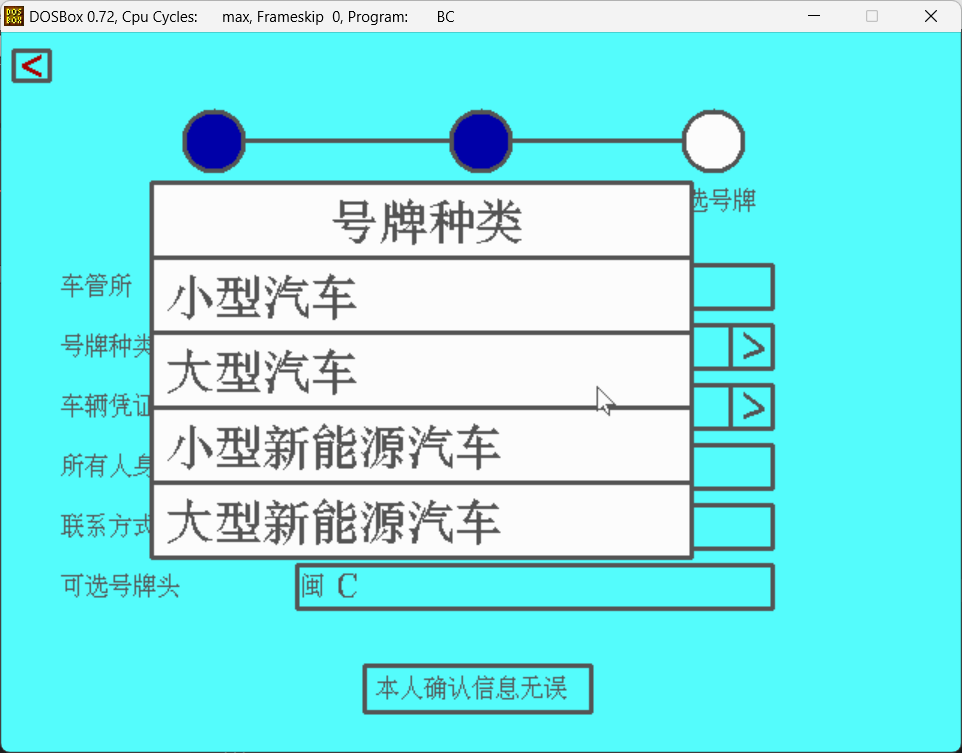 DOSBox 0.72, Cpu Cycles: max, Frameskip 0, Program: BC
<
选号牌
号牌种类
小型汽车
大型汽车
小型新能源汽车
大型新能源汽车
车管所
号牌种类 >
车辆凭证 >
所有人身
联系方式
可选号牌头 闽 C
本人确认信息无误